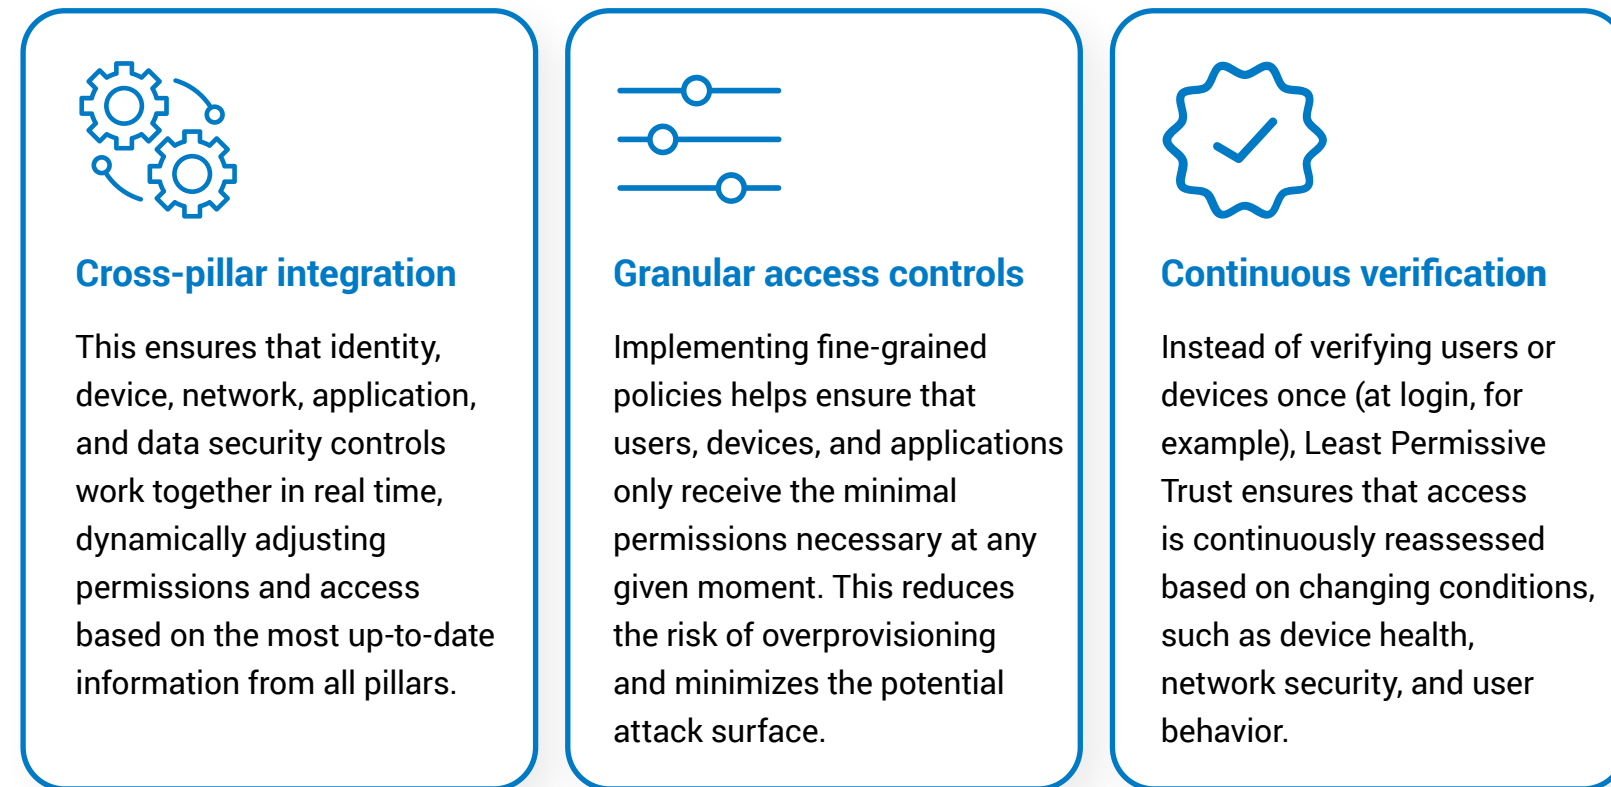 Cross-pillar integration
This ensures that identity,
device, network, application,
and data security controls
work together in real time,
dynamically adjusting
permissions and access
based on the most up-to-date
information from all pillars.
Granular access controls
Implementing fine-grained
policies helps ensure that
users, devices, and applications
only receive the minimal
permissions necessary at any
given moment. This reduces
the risk of overprovisioning
and minimizes the potential
attack surface.
Continuous verification
Instead of verifying users or
devices once (at login, for
example), Least Permissive
Trust ensures that access
is continuously reassessed
based on changing conditions,
such as device health,
network security, and user
behavior.